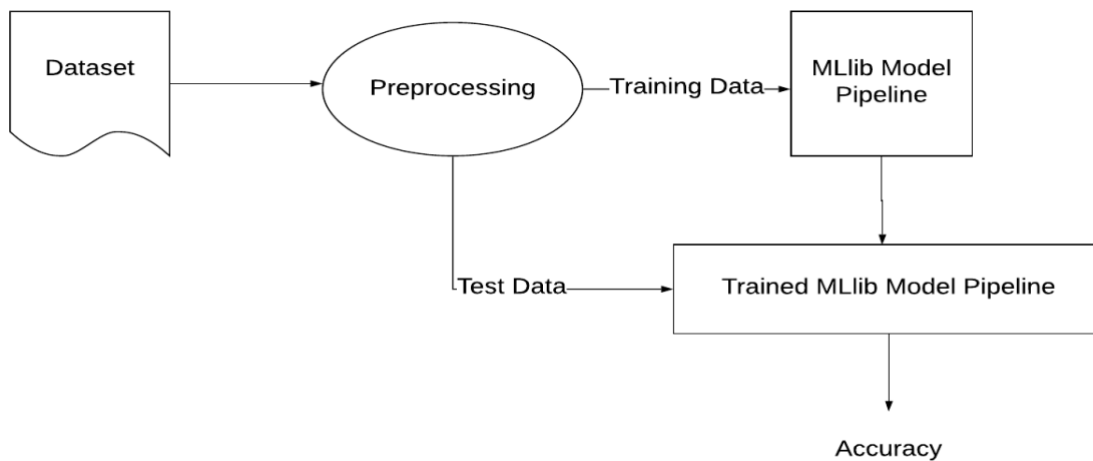 Dataset
Preprocessing
Training Data
MLlib Model
Pipeline
Test Data
Trained MLlib Model Pipeline
Accuracy